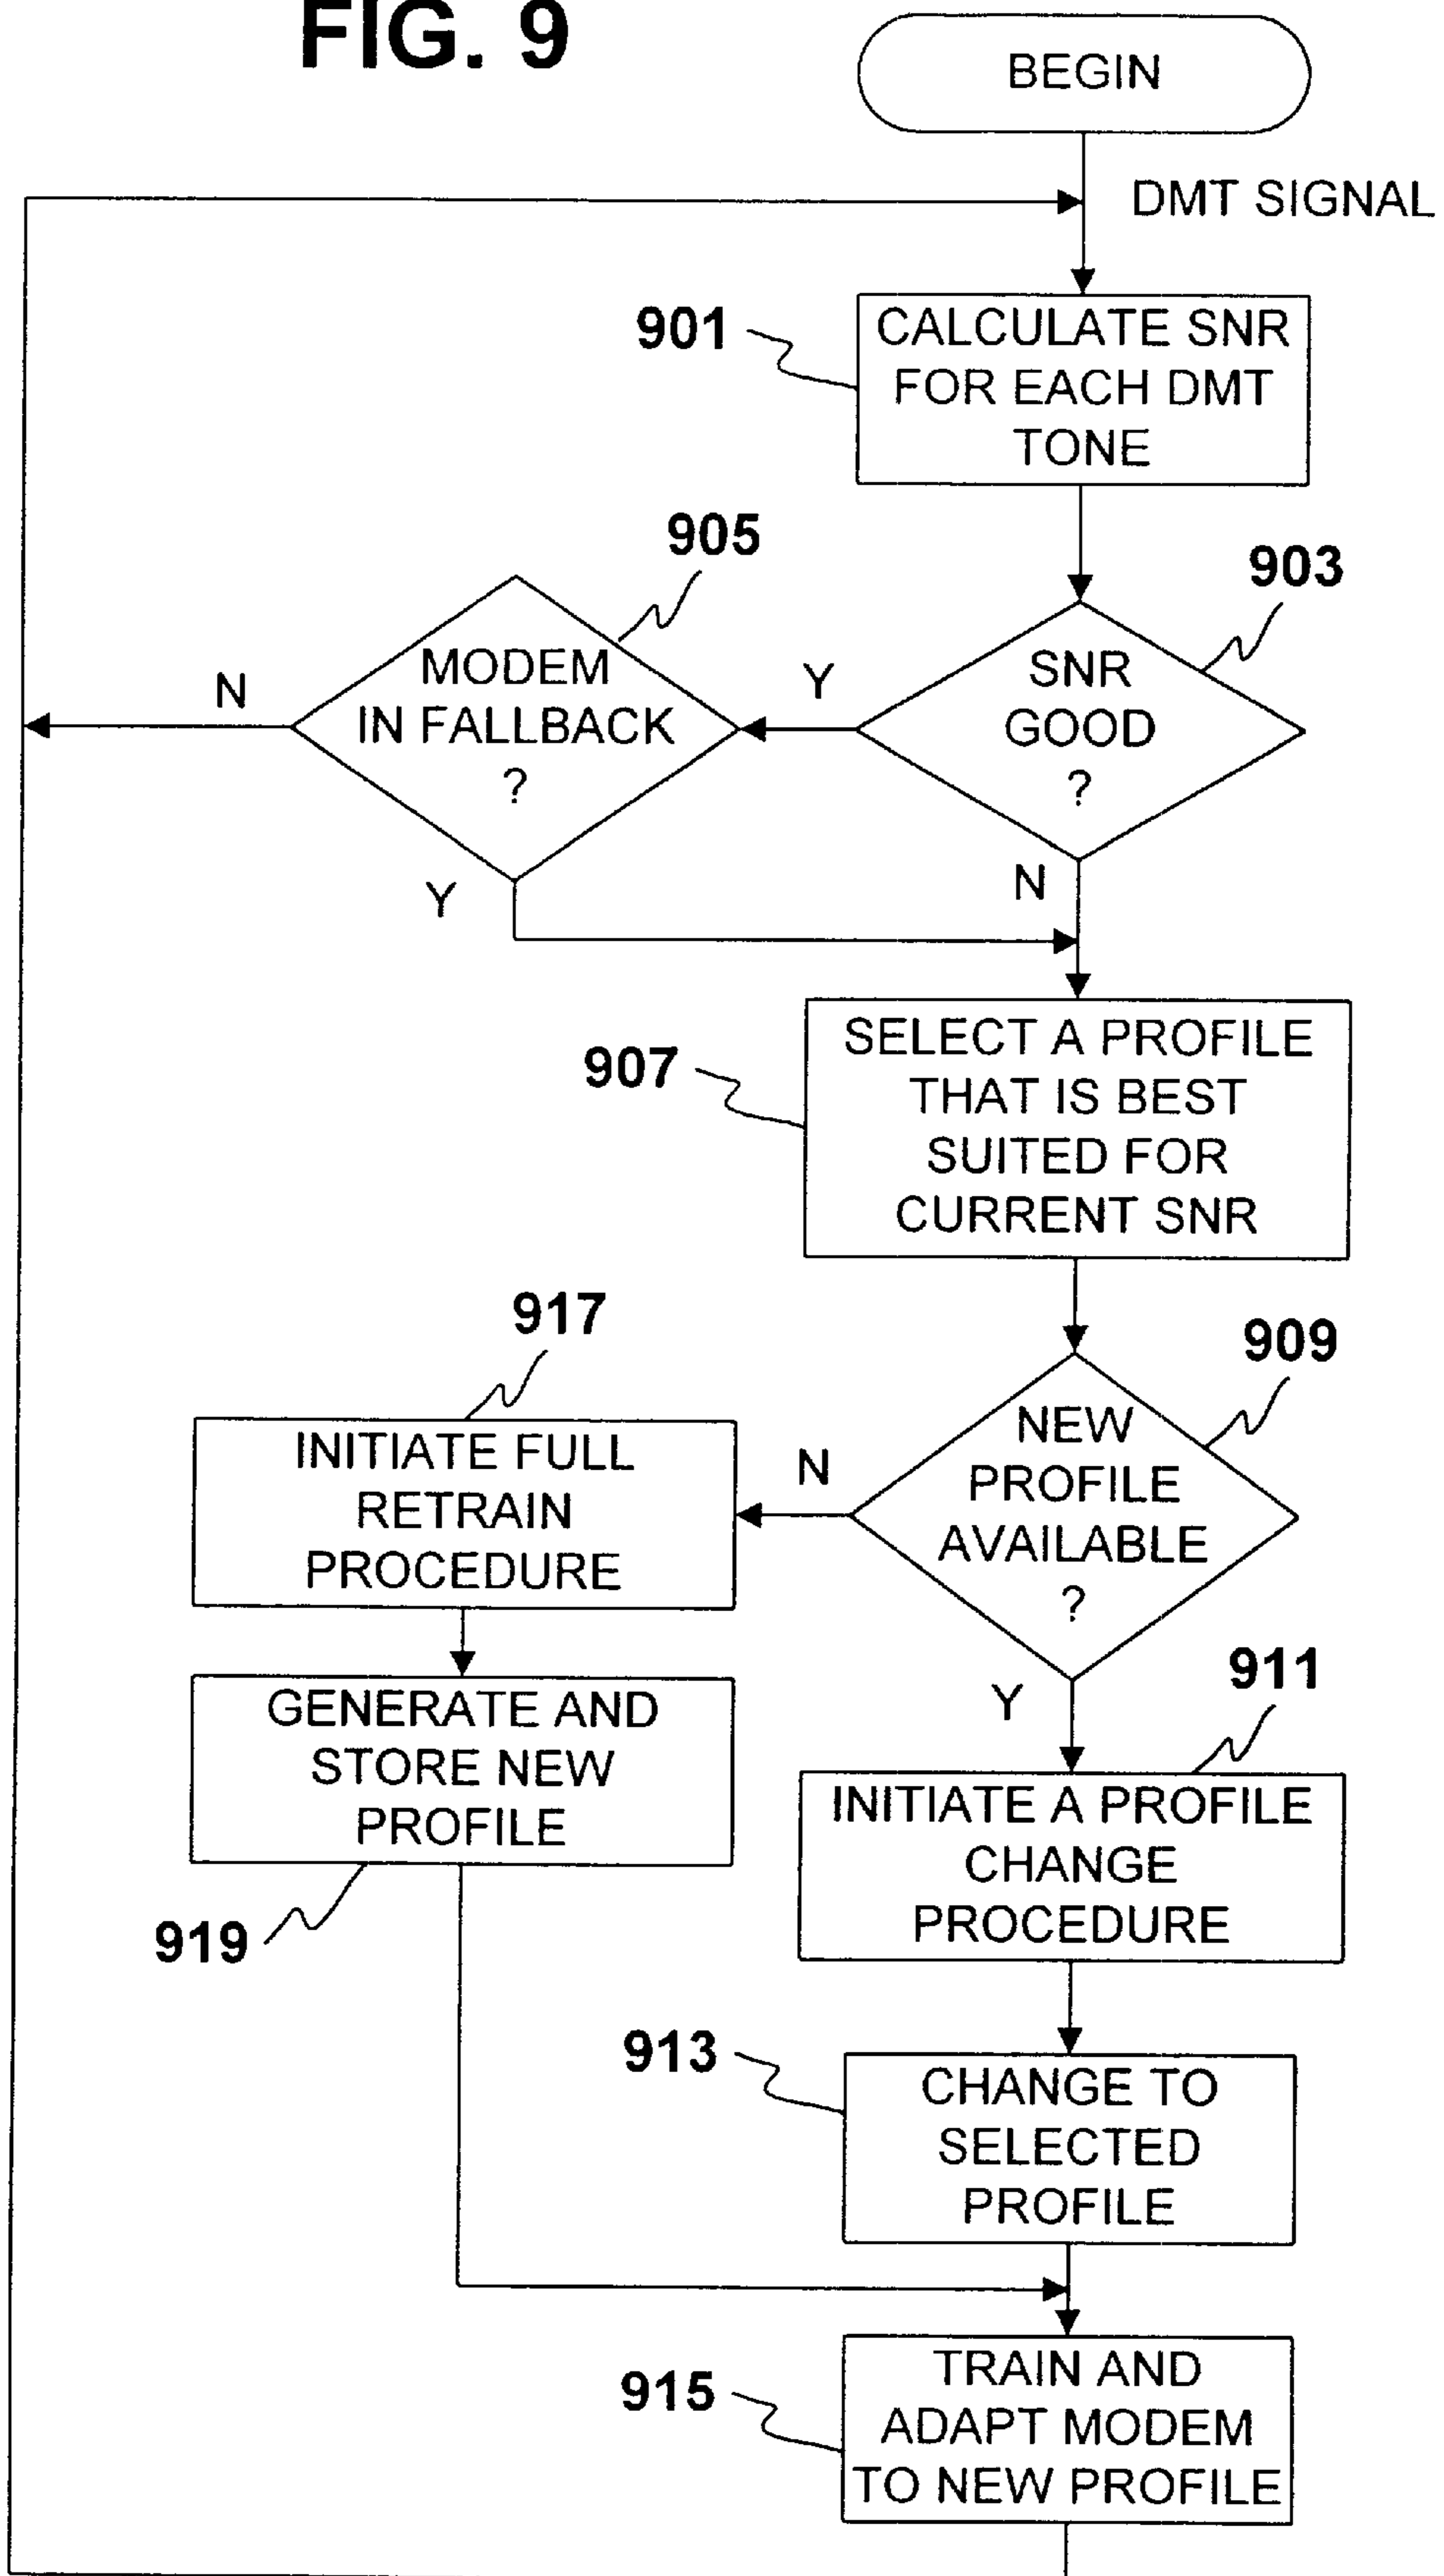 FIG. 9
BEGIN
DMT SIGNAL
901
CALCULATE SNR
FOR EACH DMT
TONE
905
903
MODEM
IN FALLBACK
?
N
Y
SNR
GOOD
?
Y
N
907
SELECT A PROFILE
THAT IS BEST
SUITED FOR
CURRENT SNR
917
909
INITIATE FULL
RETRAIN
PROCEDURE
N
NEW
PROFILE
AVAILABLE
?
Y
911
GENERATE AND
STORE NEW
PROFILE
919
INITIATE A PROFILE
CHANGE
PROCEDURE
913
CHANGE TO
SELECTED
PROFILE
915
TRAIN AND
ADAPT MODEM
TO NEW PROFILE